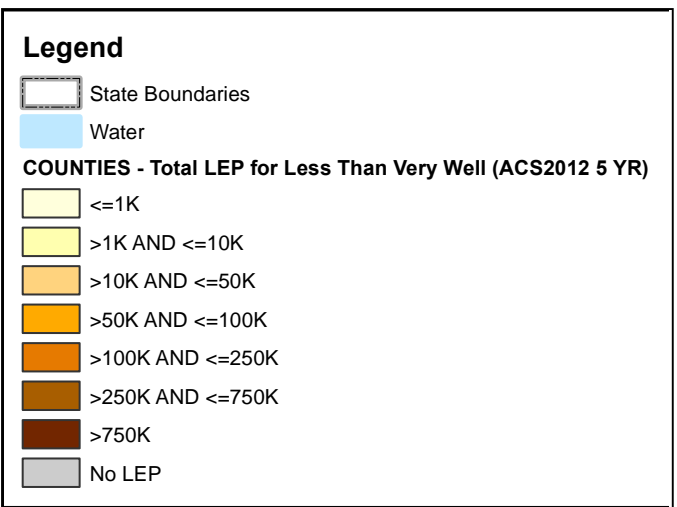 Legend
State Boundaries
Water
COUNTIES - Total LEP for Less Than Very Well (ACS2012 5 YR)
<=1K
>1K AND <=10K
>10K AND <=50K
>50K AND <=100K
>100K AND <=250K
>250K AND <=750K
>750K
No LEP